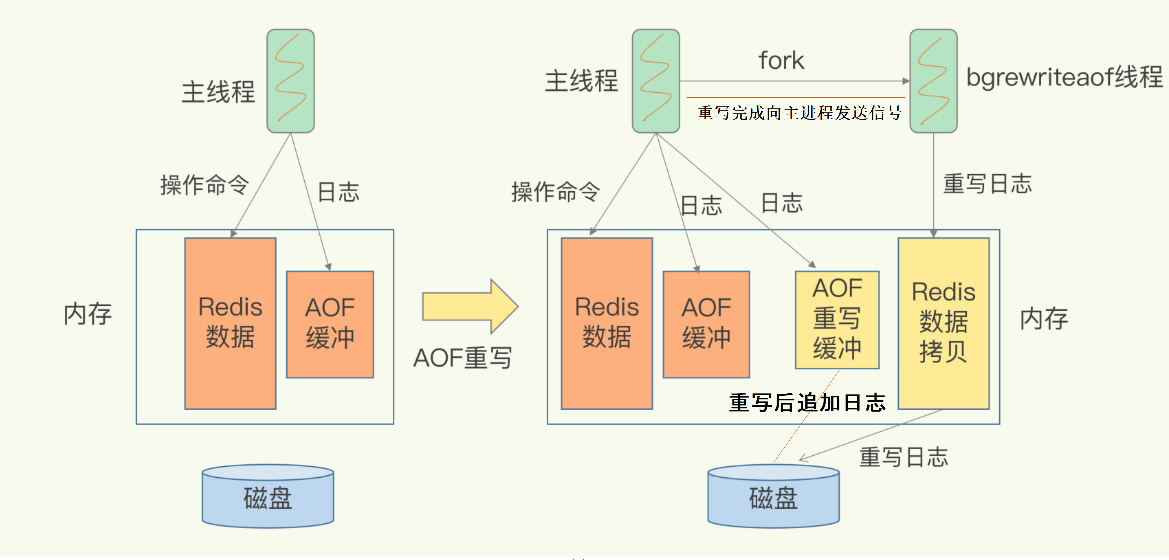 主线程
操作命令
日志
内存
Redis
数据
AOF
缓冲
磁盘
AOF重写
主线程
fork
重写完成向主进程发送信号
bgrewriteaof线程
操作命令
日志
日志
重写日志
Redis
数据
AOF
缓冲
AOF
重写
缓冲
Redis
数据
拷贝
内存
重写后追加日志
重写日志
磁盘